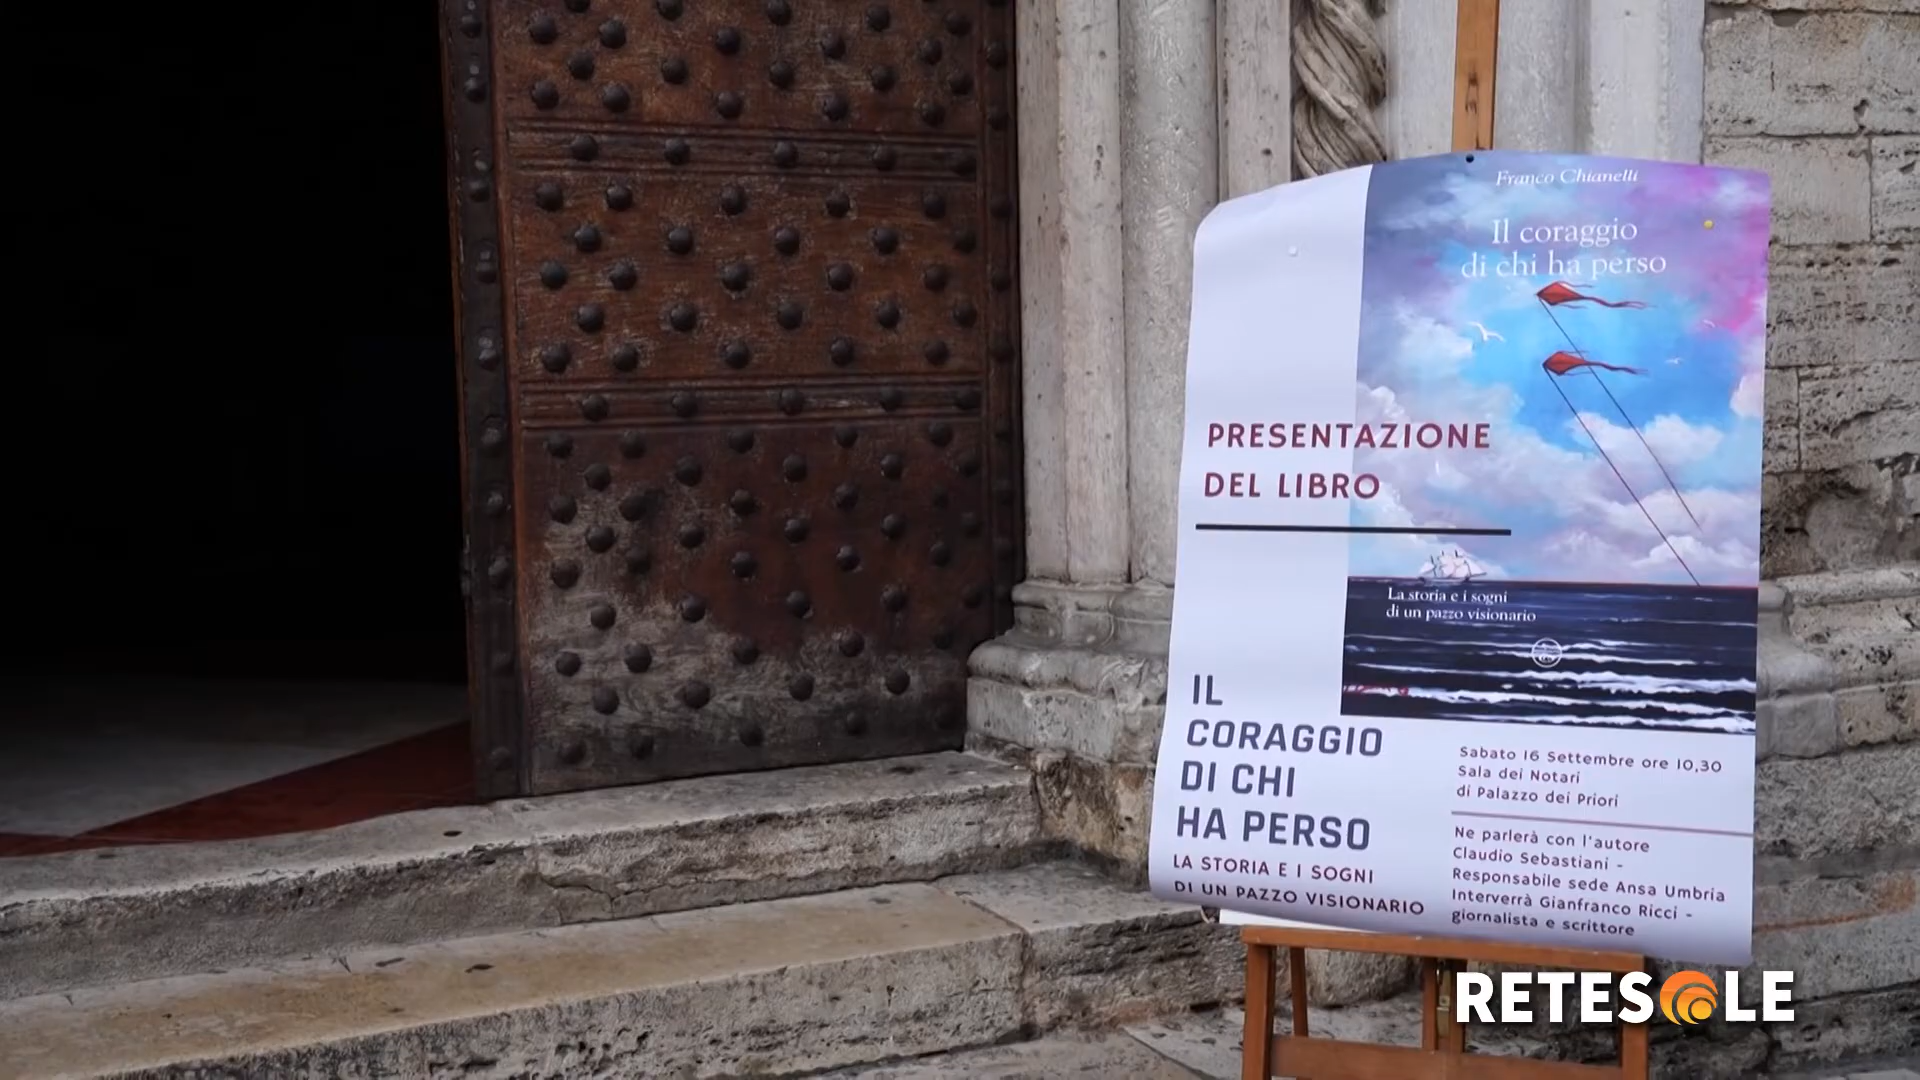 Franco Chianelli
Il coraggio
di chi ha perso
PRESENTAZIONE
DEL LIBRO
La storia e i sogni
di un pazzo visionario
IL
CORAGGIO
DI CHI
HA PERSO
LA STORIA E I SOGNI
DI UN PAZZO VISIONARIO
Sabato 16 Settembre ore 10,30
Sala dei Notari
di Palazzo dei Priori
Ne parlerà con l'autore
Claudio Sebastiani -
Responsabile sede Ansa Umbria
Interverrà Gianfranco Ricci -
giornalista e scrittore
RETESOLE